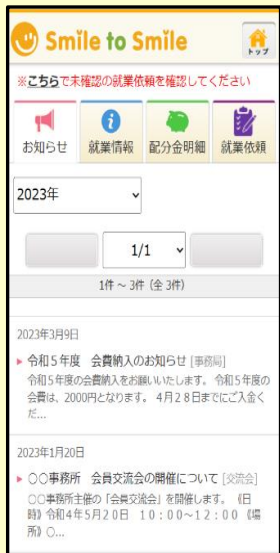 Smile to Smile
トップ
※こちらで未確認の就業依頼を確認してください
お知らせ 就業情報 配分金明細 就業依頼
2023年
1/1
1件 ~ 3件 (全 3件)
2023年3月9日
令和5年度 会費納入のお知らせ [事務局]
令和5年度の会費納入をお願いいたします。 令和5年度の
会費は、2000円となります。 4月28日までにご入金く
だ...
2023年1月20日
○○事務所 会員交流会の開催について [交流会]
○○事務所主催の「会員交流会」を開催します。 《日
時》令和4年5月20日 10:00~12:00 《場
所》○...